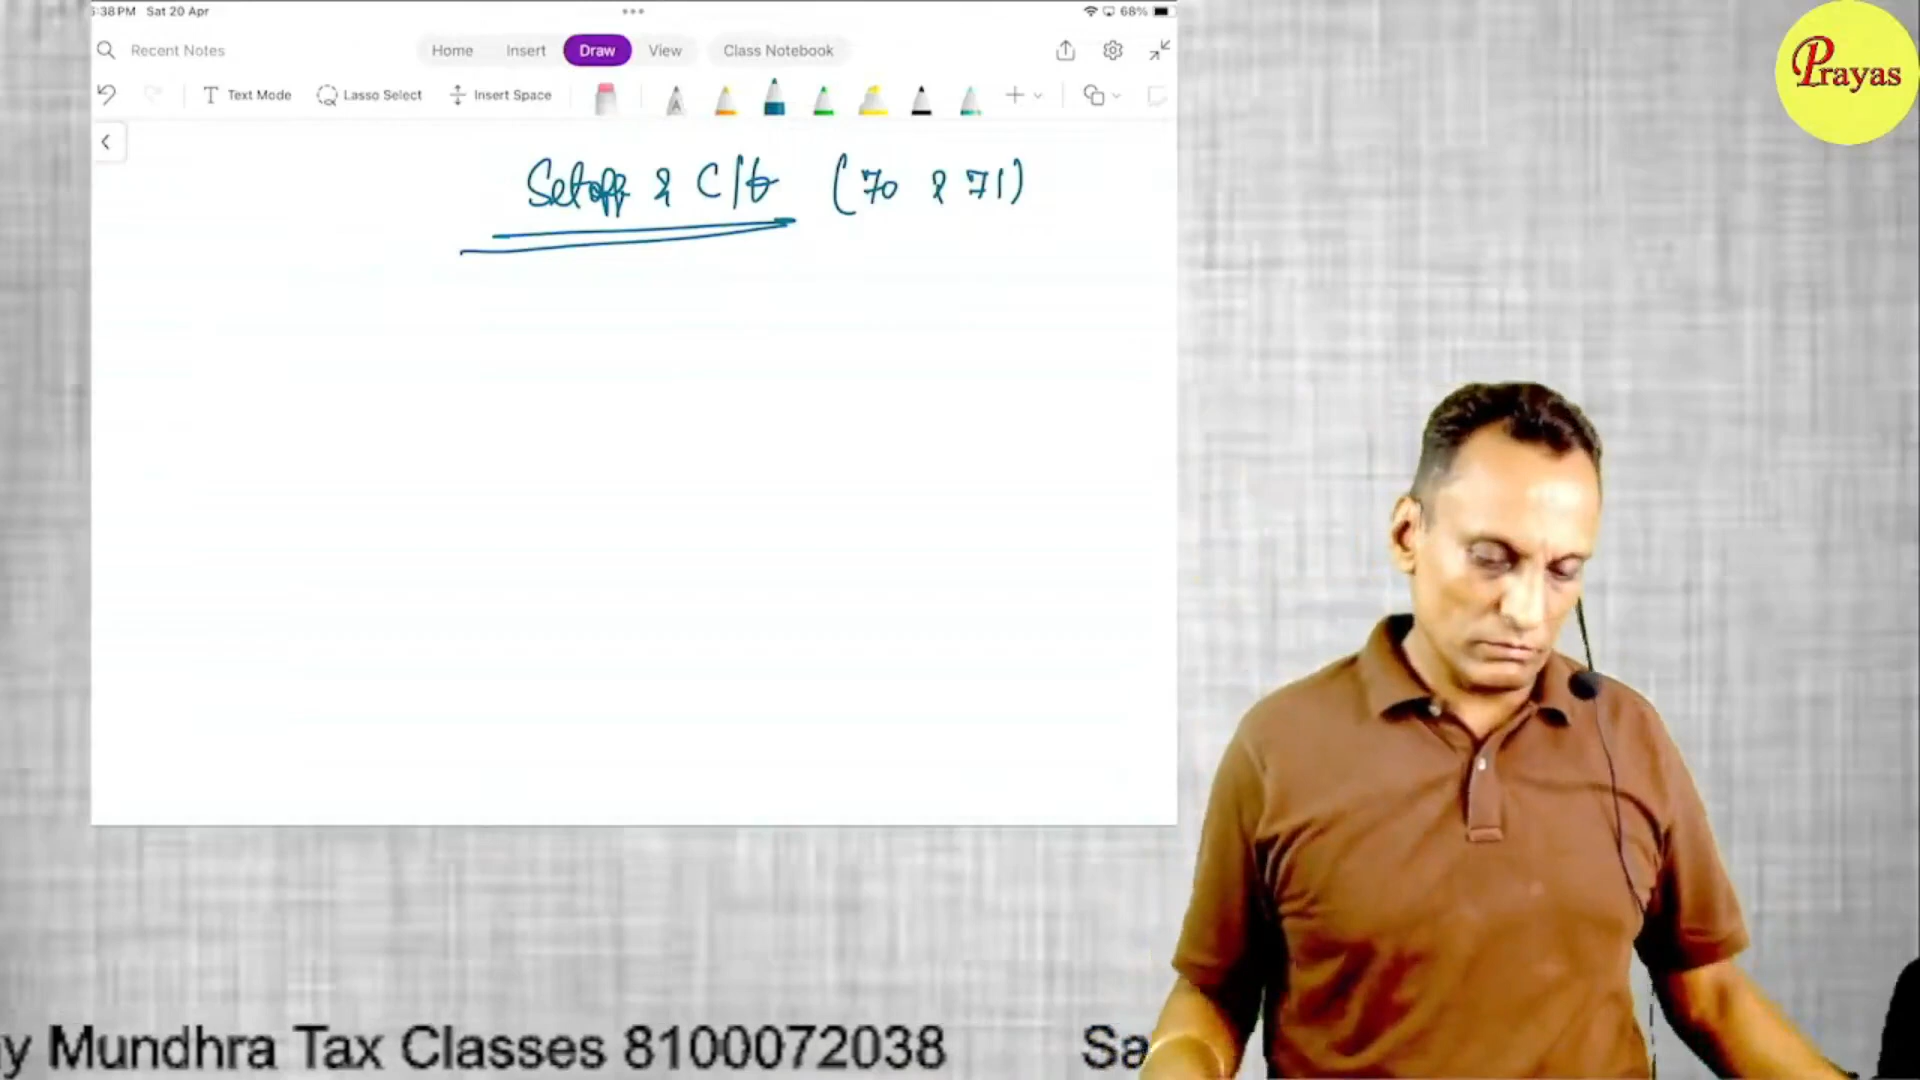 :38 PM Sat 20 Apr
68%
Recent Notes
Home Insert Draw View Class Notebook
Text Mode Lasso Select Insert Space
Prayas
Setoff & C/f (70 & 71)
ay Mundhra Tax Classes 8100072038 Sa